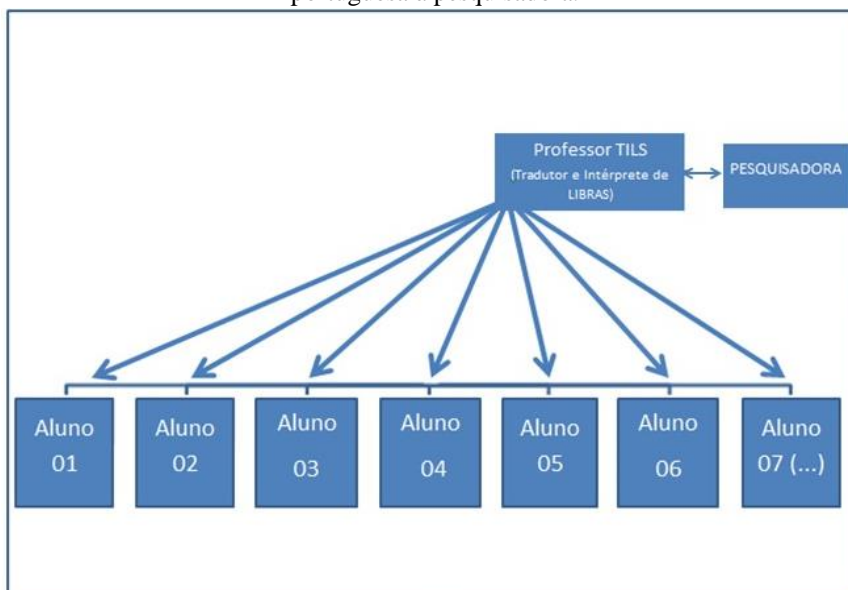 Professor TILS
(Tradutor e Intérprete de
LIBRAS)
PESQUISADORA
Aluno
01
Aluno
02
Aluno
03
Aluno
04
Aluno
05
Aluno
06
Aluno
07 (...)